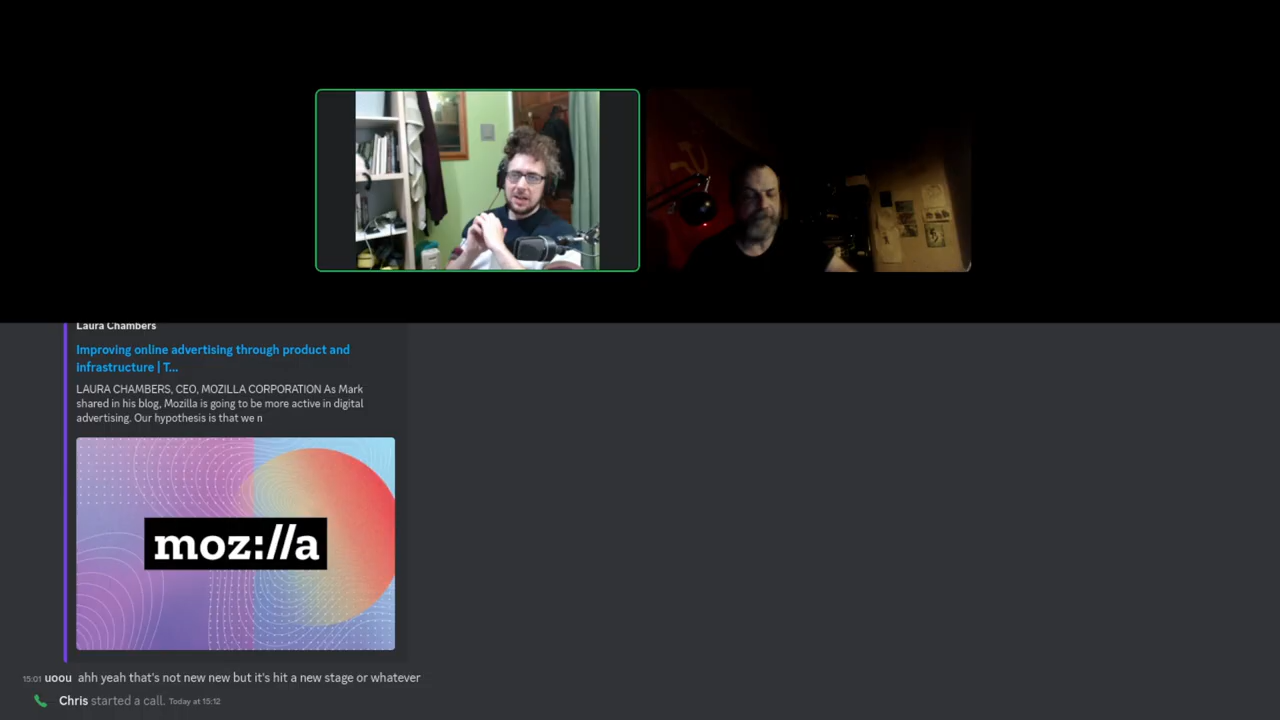 Laura Chambers
Improving online advertising through product and
infrastructure | T...
LAURA CHAMBERS, CEO, MOZILLA CORPORATION As Mark
shared in his blog, Mozilla is going to be more active in digital
advertising. Our hypothesis is that we n
moz://a
15:01 uoou ahh yeah that's not new new but it's hit a new stage or whatever
Chris started a call. Today at 15:12